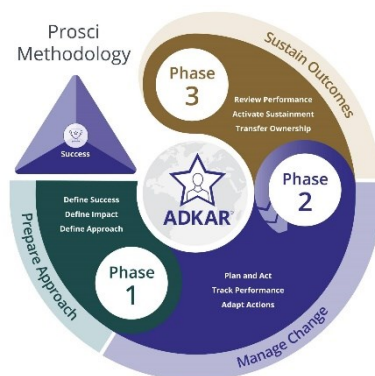 Prosci
Methodology
Success
Phase
3
Review Performance
Activate Sustainment
Transfer Ownership
Sustain Outcomes
ADKAR®
Phase
2
Plan and Act
Track Performance
Adapt Actions
Manage Change
Define Success
Define Impact
Define Approach
Phase
1
Prepare Approach